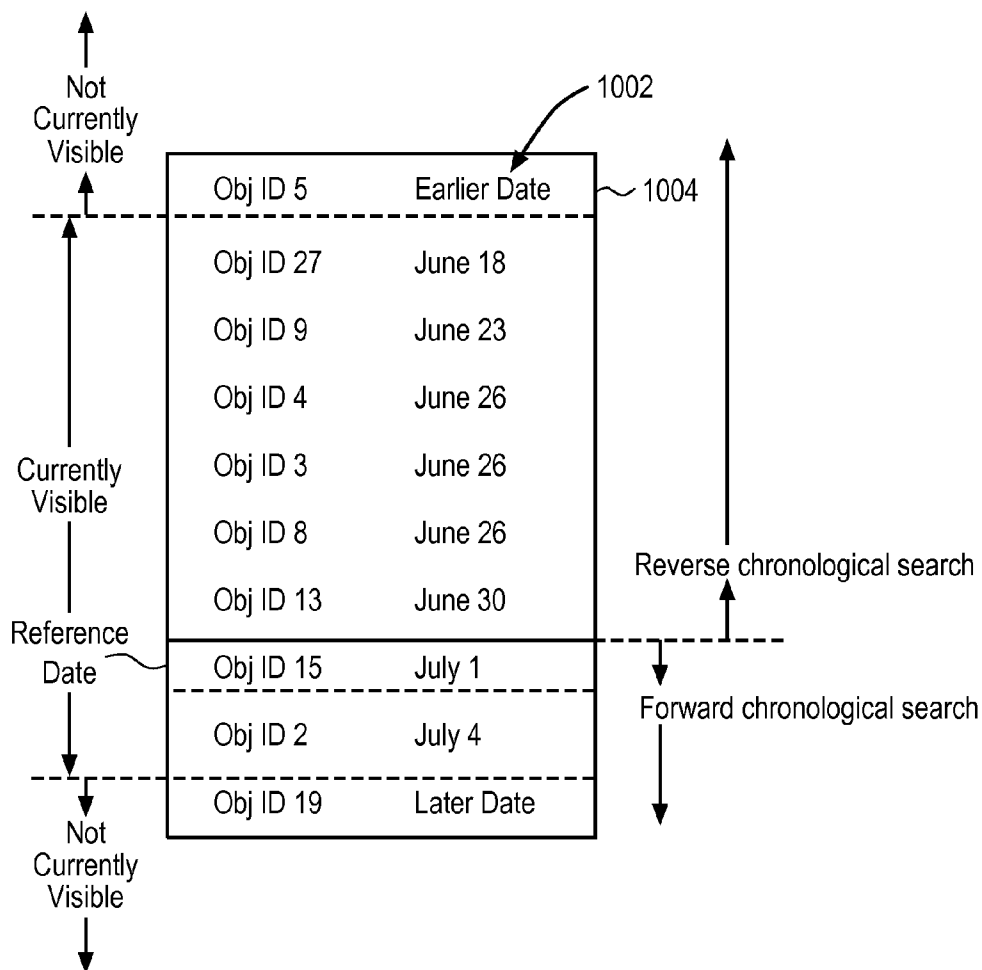 1002
Not
Currently
Visible
Obj ID 5 Earlier Date
1004
Obj ID 27 June 18
Obj ID 9 June 23
Obj ID 4 June 26
Currently
Visible
Obj ID 3 June 26
Obj ID 8 June 26
Reverse chronological search
Obj ID 13 June 30
Reference
Date
Obj ID 15 July 1
Forward chronological search
Obj ID 2 July 4
Obj ID 19 Later Date
Not
Currently
Visible